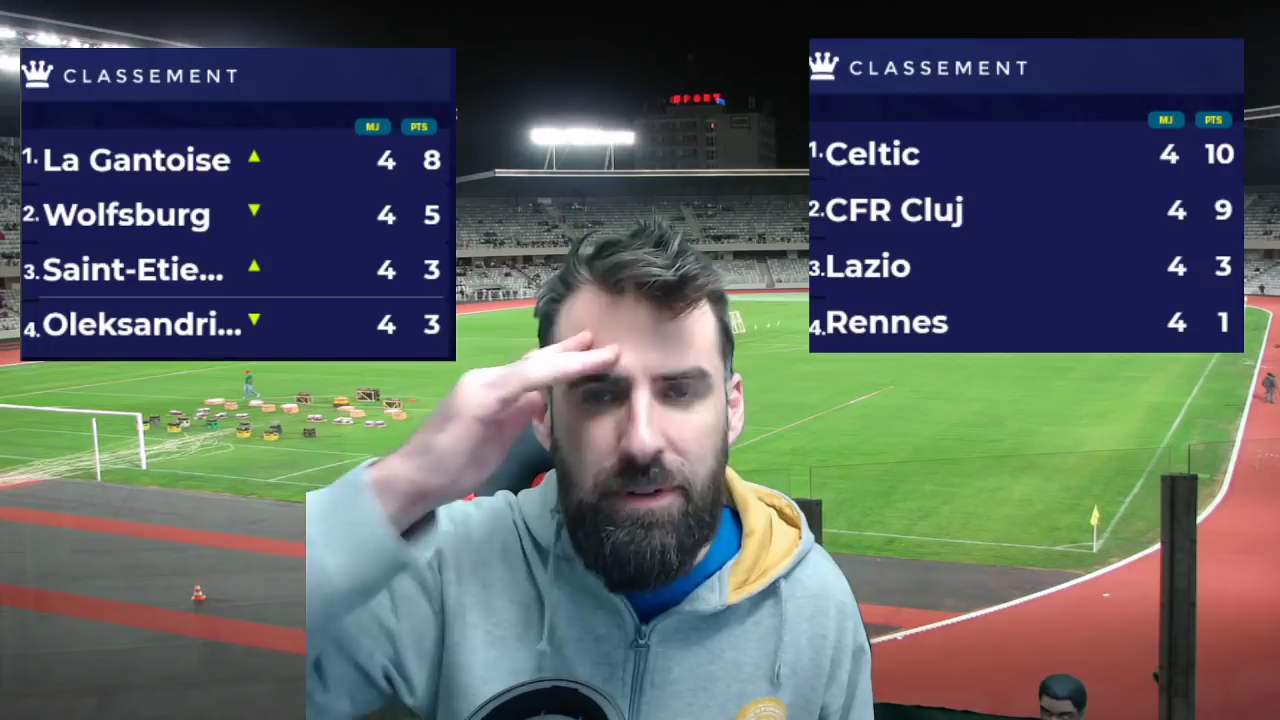 CLASSEMENT
MJ PTS
1. La Gantoise 4 8
2. Wolfsburg 4 5
3. Saint-Etie... 4 3
4. Oleksandri... 4 3
CLASSEMENT
MJ PTS
1. Celtic 4 10
2. CFR Cluj 4 9
3. Lazio 4 3
4. Rennes 4 1
SPORT